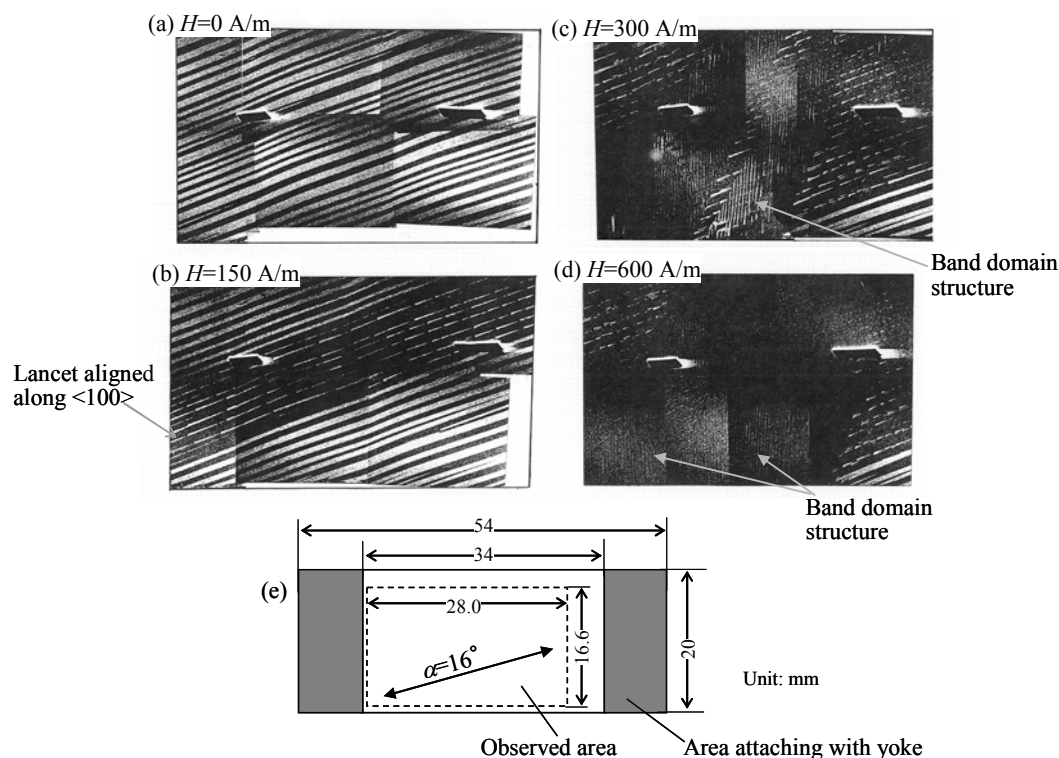 (a) H=0 A/m
(c) H=300 A/m
Band domain
structure
(b) H=150 A/m
(d) H=600 A/m
Lancet aligned
along <100>
Band domain
structure
54
34
(e)
28.0
16.6
20
α=16°
Unit: mm
Observed area
Area attaching with yoke